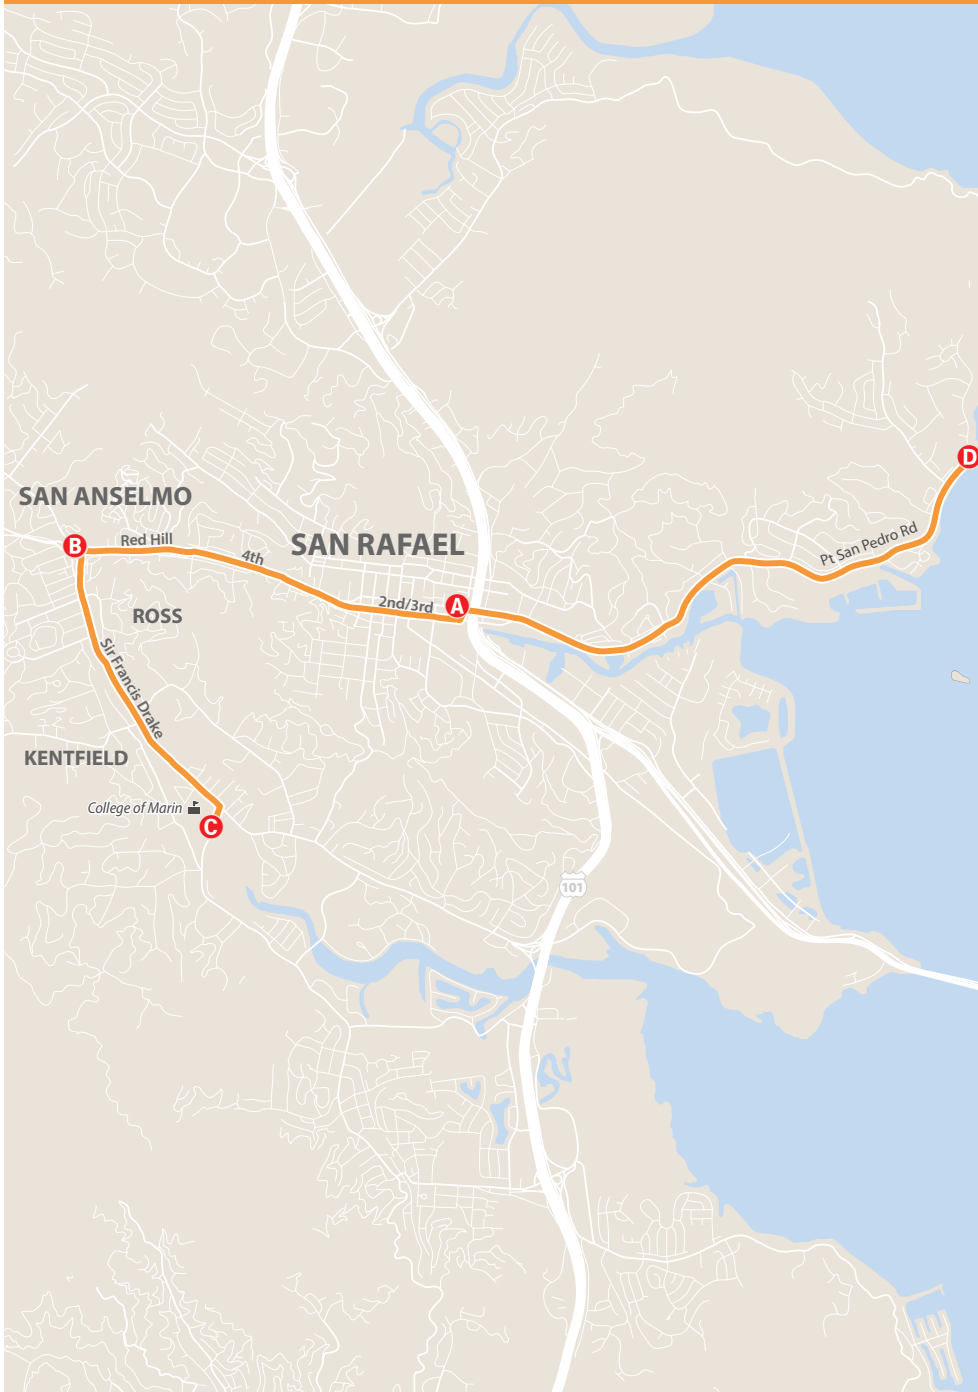 D
SAN ANSELMO
Pt San Pedro Rd
B
Red Hill
SAN RAFAEL
4th
2nd/3rd
A
ROSS
Sir Francis Drake
KENTFIELD
College of Marin
C
101